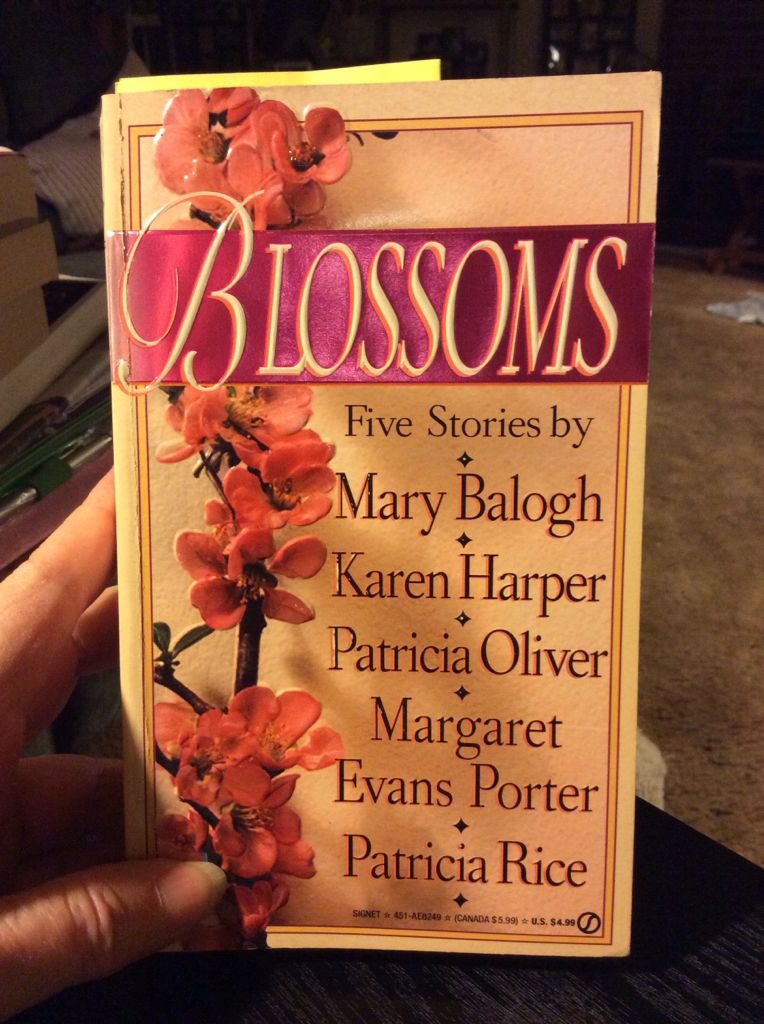 BLOSSOMS
Five Stories by
Mary Balogh
Karen Harper
Patricia Oliver
Margaret
Evans Porter
Patricia Rice
SIGNET ☆ 451-AE8249 ☆ (CANADA $5.99) ☆ U.S. $4.99